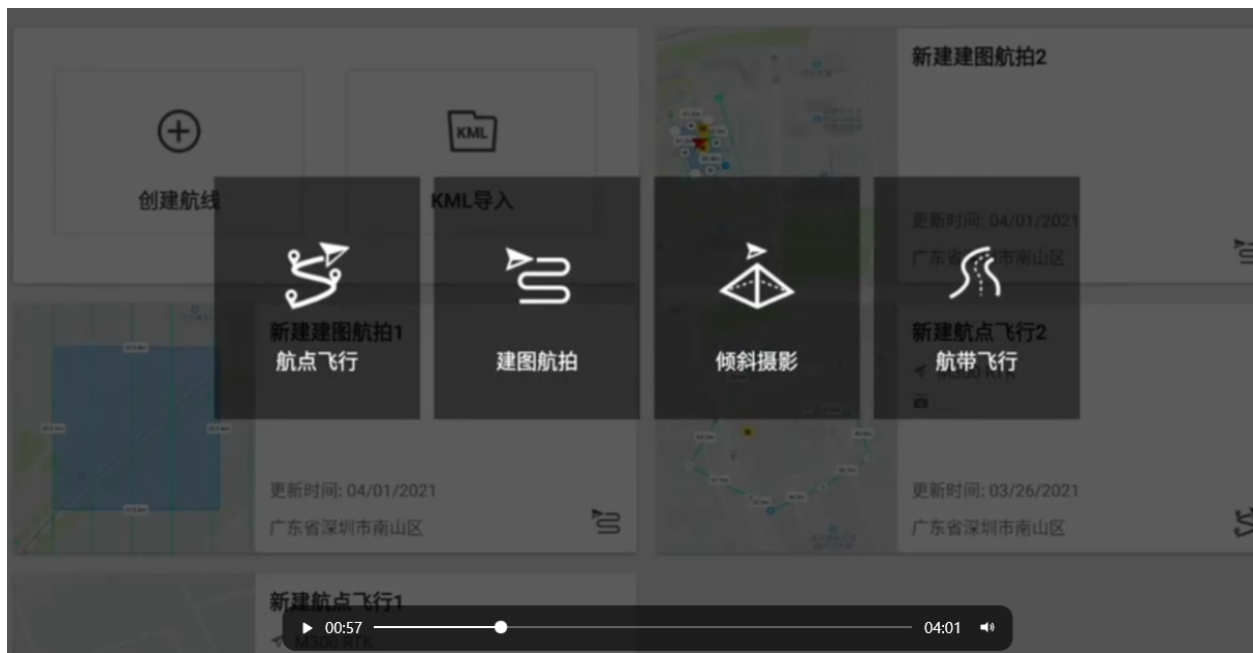 新建建图航拍2
KML
创建航线
KML导入
更新时间: 04/01/2021
广东省深圳市南山区
航点飞行
建图航拍
倾斜摄影
航带飞行
新建建图航拍1
更新时间: 04/01/2021
广东省深圳市南山区
新建航点飞行2
M300 RTK
更新时间: 03/26/2021
广东省深圳市南山区
新建航点飞行1
M300 RTK
00:57
04:01